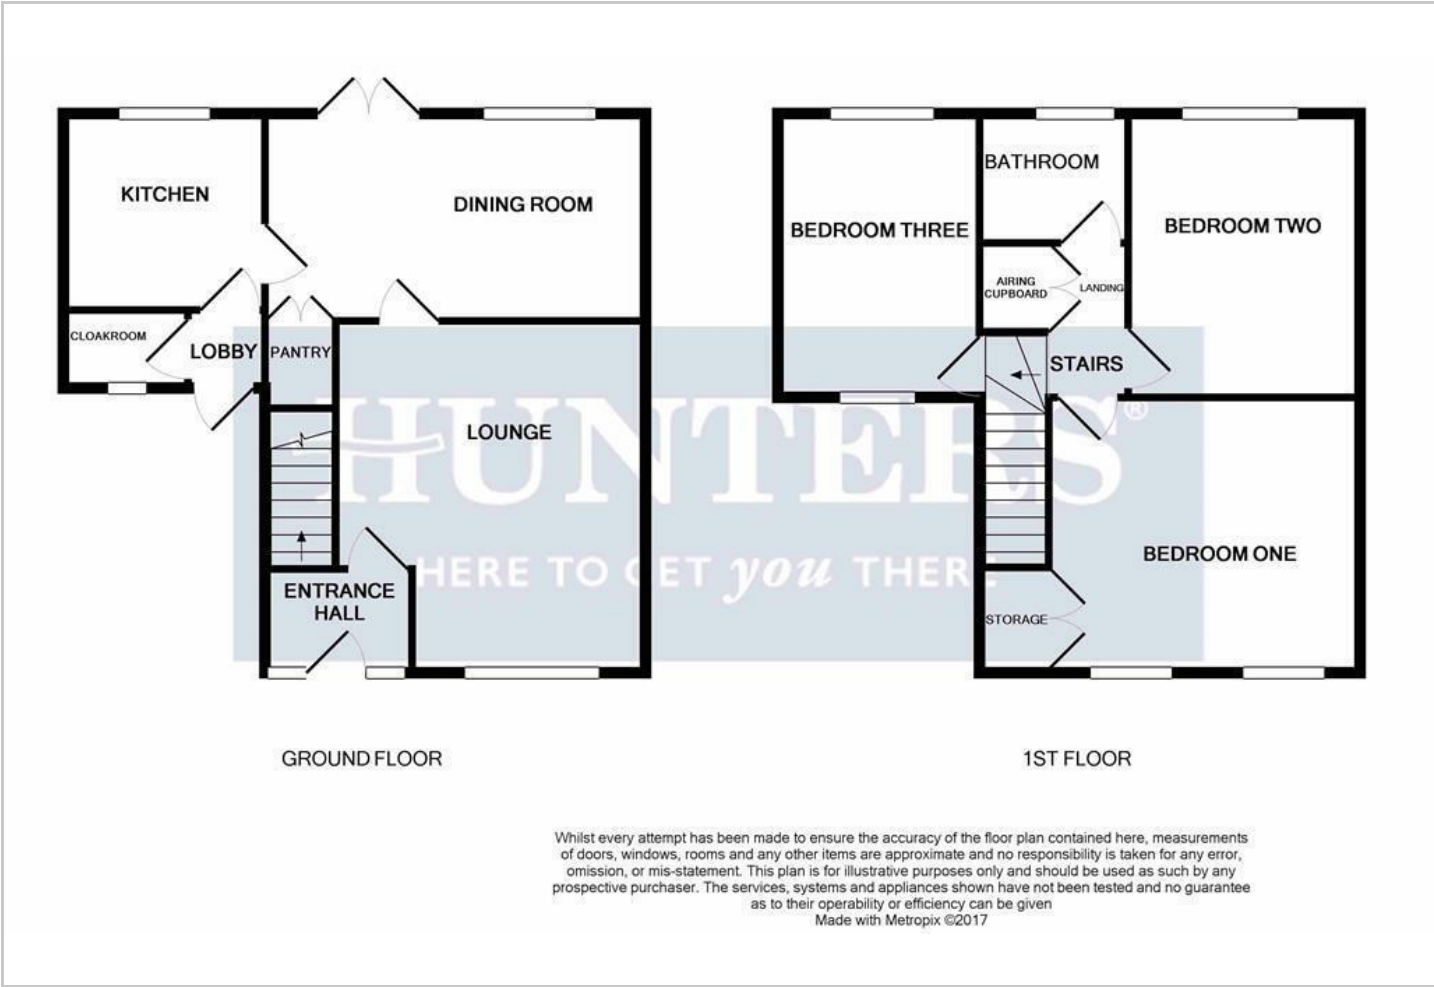 KITCHEN
DINING ROOM
CLOAKROOM
LOBBY
PANTRY
LOUNGE
ENTRANCE
HALL
BATHROOM
BEDROOM THREE
BEDROOM TWO
AIRING
CUPBOARD
LANDING
STAIRS
BEDROOM ONE
STORAGE
HUNTERS®
HERE TO GET you THERE
GROUND FLOOR
1ST FLOOR
Whilst every attempt has been made to ensure the accuracy of the floor plan contained here, measurements
of doors, windows, rooms and any other items are approximate and no responsibility is taken for any error,
omission, or mis-statement. This plan is for illustrative purposes only and should be used as such by any
prospective purchaser. The services, systems and appliances shown have not been tested and no guarantee
as to their operability or efficiency can be given
Made with Metropix ©2017